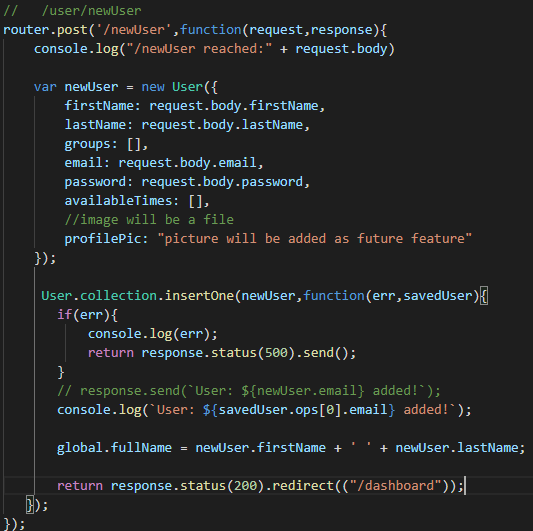 //   /user/newUser
router.post('/newUser',function(request,response){
    console.log("/newUser reached:" + request.body)
    var newUser = new User({
        firstName: request.body.firstName,
        lastName: request.body.lastName,
        groups: [],
        email: request.body.email,
        password: request.body.password,
        availableTimes: [],
        //image will be a file
        profilePic: "picture will be added as future feature"
    });
     User.collection.insertOne(newUser,function(err,savedUser){
       if(err){
           console.log(err);
           return response.status(500).send();
       }
       // response.send(`User: ${newUser.email} added!`);
       console.log(`User: ${savedUser.ops[0].email} added!`);
       global.fullName = newUser.firstName + ' ' + newUser.lastName;
       return response.status(200).redirect(("/dashboard"));
   });
});